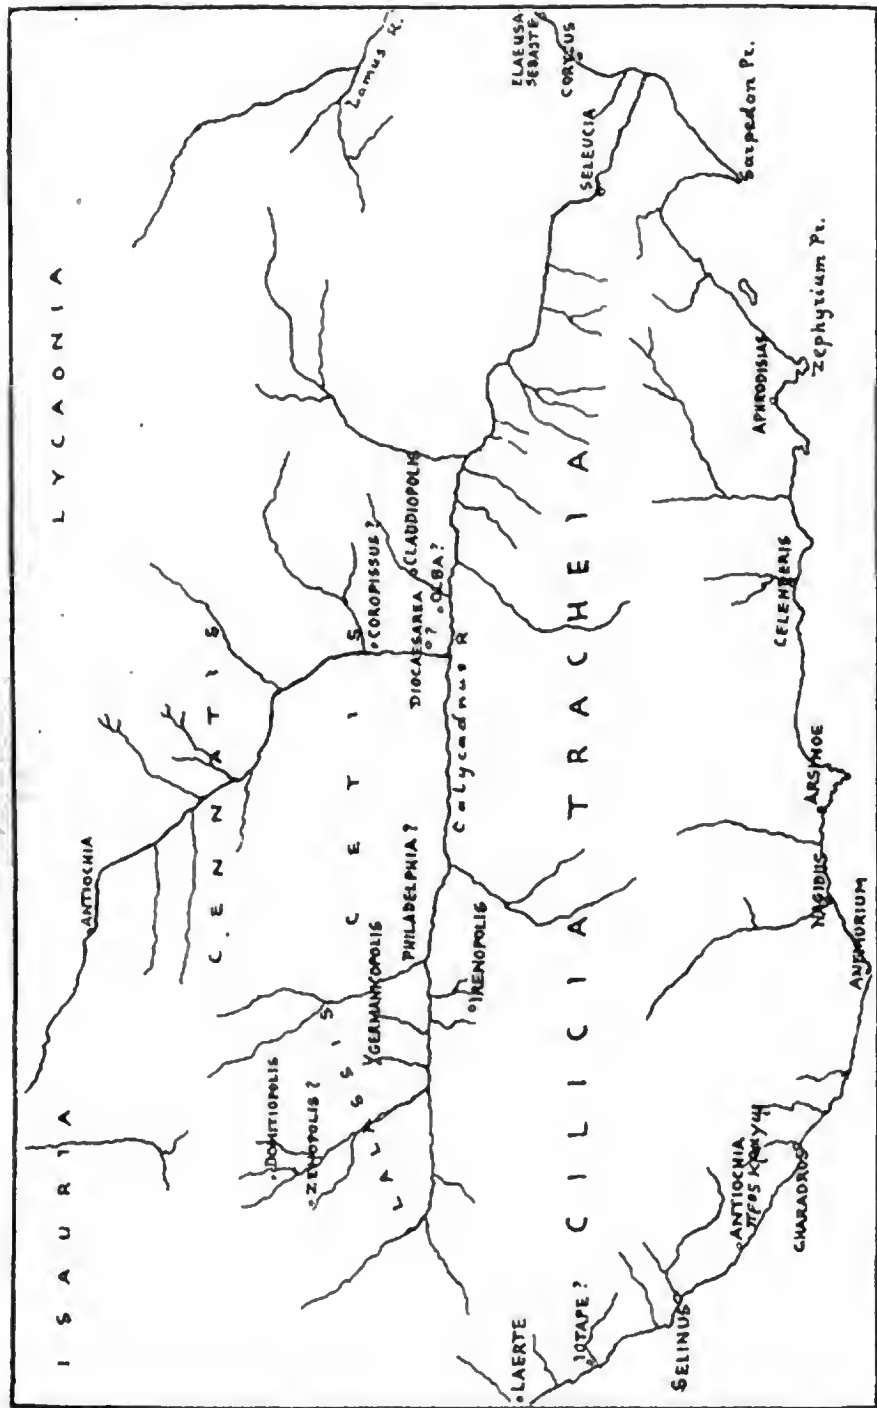 ISAURIA
LYCAONIA
Lamus R.
ELAEUSA
SEBASTE
CORYCUS
SELEUCIA
Sarpedon Pr.
Zephyrium Pr.
APHRODISIAS
CELENDERIS
ARSINOE
NAGIDUS
ANEMURIUM
CHARADRUS
ANTIOCHIA
SELINUS
IOTAPE?
LAERTE
CILICIA TRACHEIA
Calycadnus R
CLAUDIOPOLIS
OLBA?
DIOCAESAREA
?
COROPISSUS?
CENNATIS
CETIS
ANTIOCHIA
PHILADELPHIA?
IRENOPOLIS
GERMANICOPOLIS
LALASSIS
DOMITIOPOLIS
ZENOPOLIS?